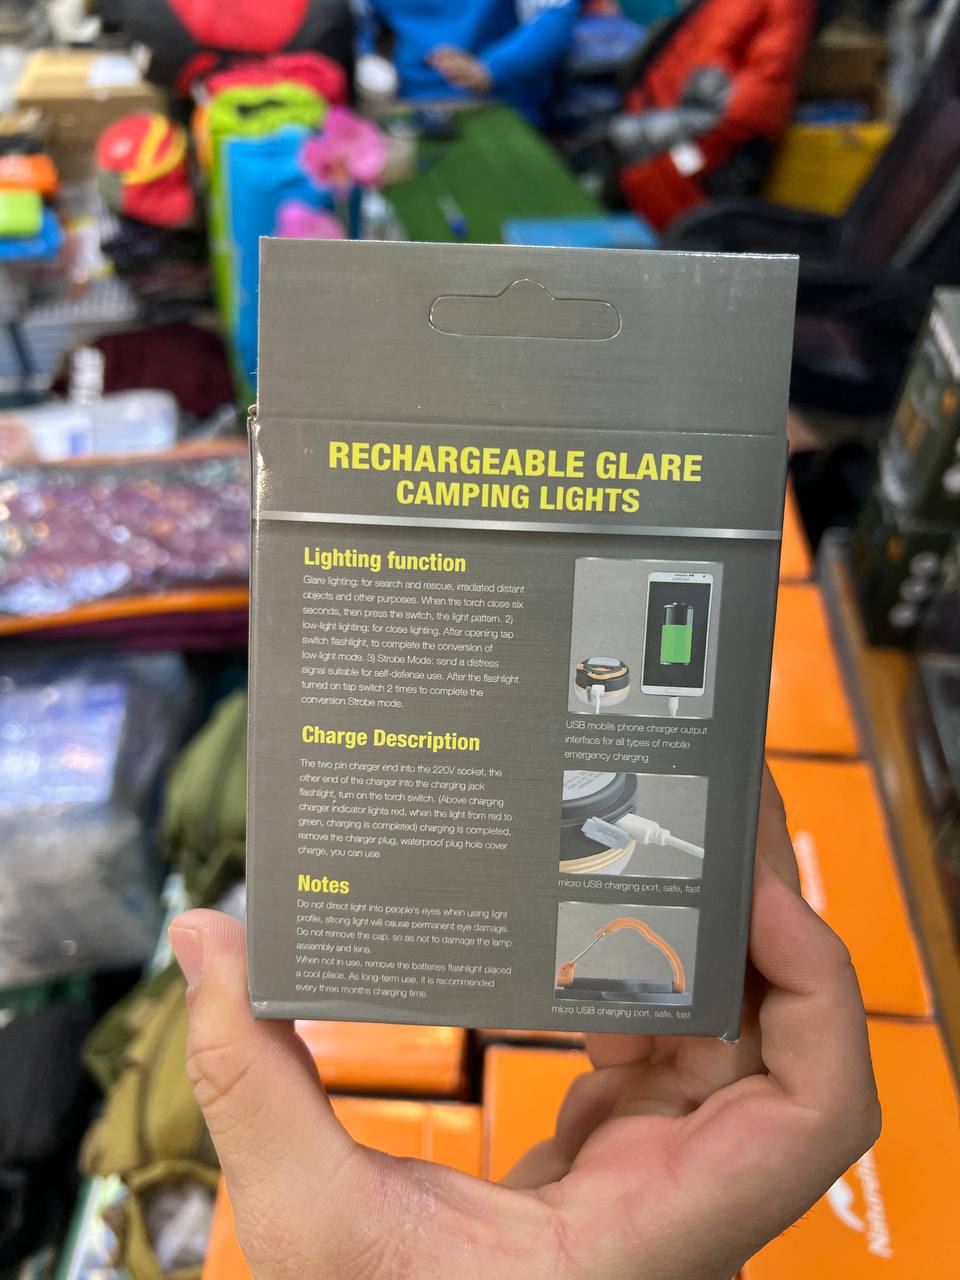 RECHARGEABLE GLARE
CAMPING LIGHTS
Lighting function
Glare lighting: for search and rescue, irradiated distant
objects and other purposes. When the torch close six
seconds, then press the switch, the light pattern. 2)
low-light lighting: for close lighting. After opening tap
switch flashlight, to complete the conversion of
low-light mode. 3) Strobe Mode: send a distress
signal suitable for self-defense use. After the flashlight
turned on tap switch 2 times to complete the
conversion Strobe mode.
Charge Description
The two pin charger end into the 220V socket, the
other end of the charger into the charging jack
flashlight, turn on the torch switch. (Above charging
charger indicator lights red, when the light from red to
green, charging is completed) charging is completed,
remove the charger plug, waterproof plug hole cover
charge, you can use
Notes
Do not direct light into people's eyes when using light
profile, strong light will cause permanent eye damage.
Do not remove the cap, so as not to damage the lamp
assembly and lens.
When not in use, remove the batteries flashlight placed
a cool place. As long-term use, it is recommended
every three months charging time.
SAMSUNG
USB mobile phone charger output
interface for all types of mobile
emergency charging
micro USB charging port, safe, fast
micro USB charging port, safe, fast